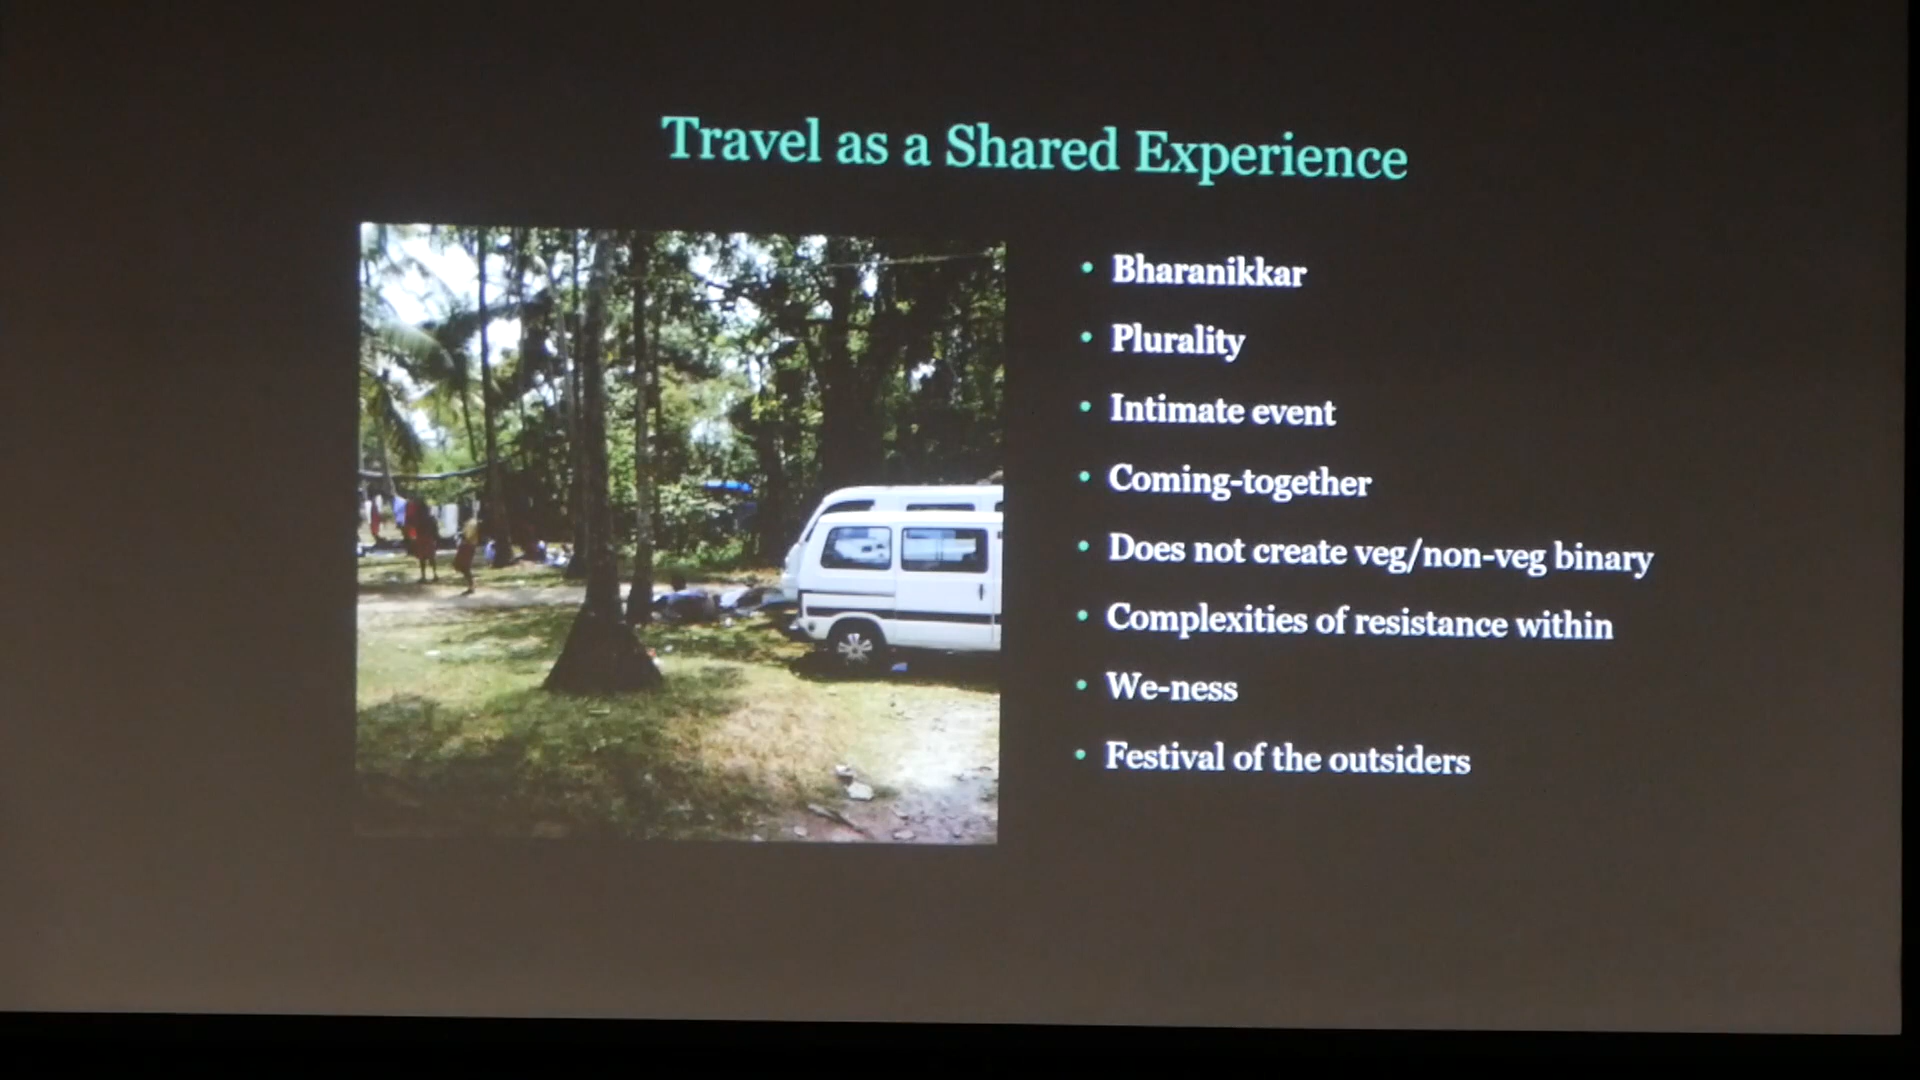 Travel as a Shared Experience
• Bharanikkar
• Plurality
• Intimate event
• Coming-together
• Does not create veg/non-veg binary
• Complexities of resistance within
• We-ness
• Festival of the outsiders